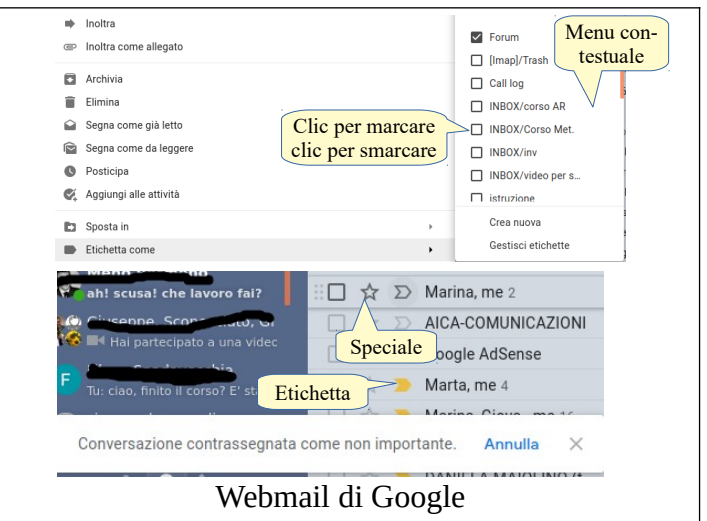 Inoltra
Inoltra come allegato
Archivia
Elimina
Segna come già letto
Segna come da leggere
Posticipa
Aggiungi alle attività
Sposta in
Etichetta come
Forum
[Imap]/Trash
Call log
INBOX/corso AR
INBOX/Corso Met.
INBOX/inv
INBOX/video per s...
istruzione
Crea nuova
Gestisci etichette
Menu con-
testuale
Clic per marcare
clic per smarcare
ah! scusa! che lavoro fai?
Giuseppe, Scono
Hai partecipato a una videc
F
Tu: ciao, finito il corso? E' sta
Marina, me 2
AICA-COMUNICAZIONI
oogle AdSense
Marta, me 4
Speciale
Etichetta
Conversazione contrassegnata come non importante. Annulla
Webmail di Google